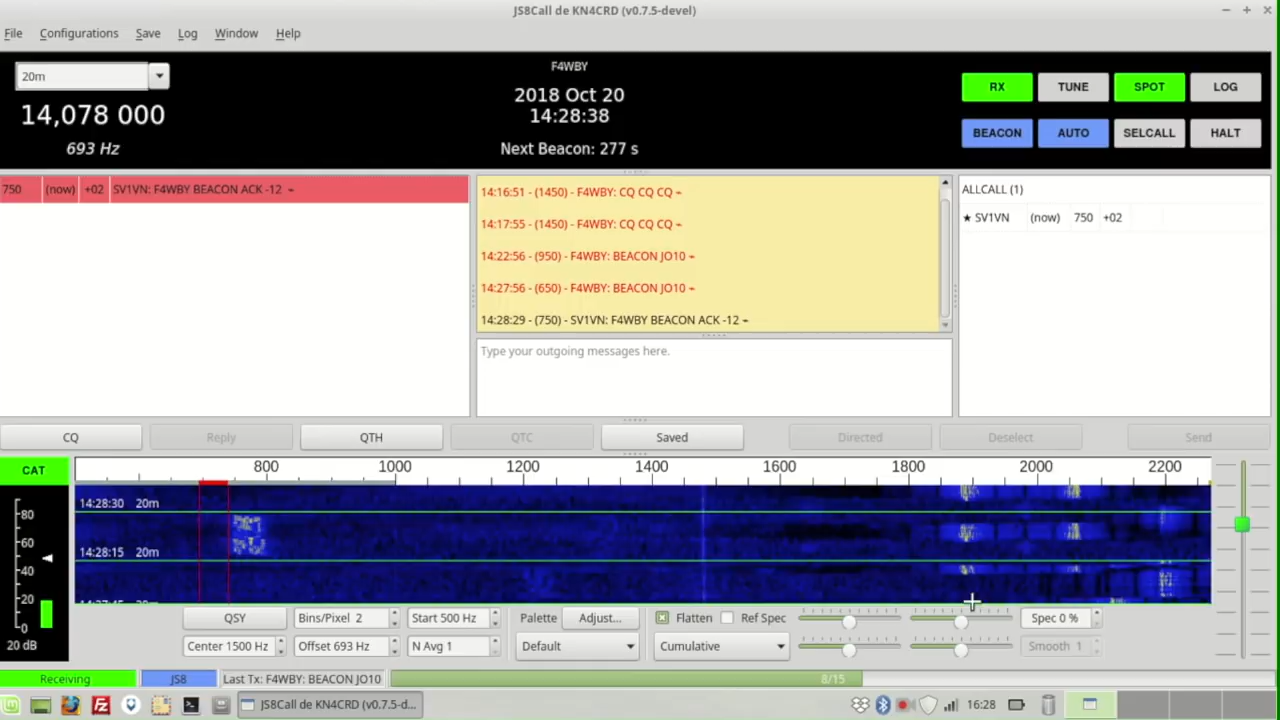 JS8Call de KN4CRD (v0.7.5-devel)
File Configurations Save Log Window Help
20m
14,078 000
693 Hz
F4WBY
2018 Oct 20
14:28:38
Next Beacon: 277 s
RX TUNE SPOT LOG
BEACON AUTO SELCALL HALT
750 (now) +02 SV1VN: F4WBY BEACON ACK -12
14:16:51 - (1450) - F4WBY: CQ CQ CQ
14:17:55 - (1450) - F4WBY: CQ CQ CQ
14:22:56 - (950) - F4WBY: BEACON JO10
14:27:56 - (650) - F4WBY: BEACON JO10
14:28:29 - (750) - SV1VN: F4WBY BEACON ACK -12
Type your outgoing messages here.
ALLCALL (1)
★ SV1VN (now) 750 +02
CQ Reply QTH QTC Saved Directed Deselect Send
CAT
800 1000 1200 1400 1600 1800 2000 2200
80
60
40
20
20 dB
14:28:30 20m
14:28:15 20m
QSY Bins/Pixel 2 Start 500 Hz Palette Adjust... Flatten Ref Spec Spec 0 %
Center 1500 Hz Offset 693 Hz N Avg 1 Default Cumulative Smooth 1
Receiving JS8 Last Tx: F4WBY: BEACON JO10 8/15
JS8Call de KN4CRD (v0.7.5-d...
16:28